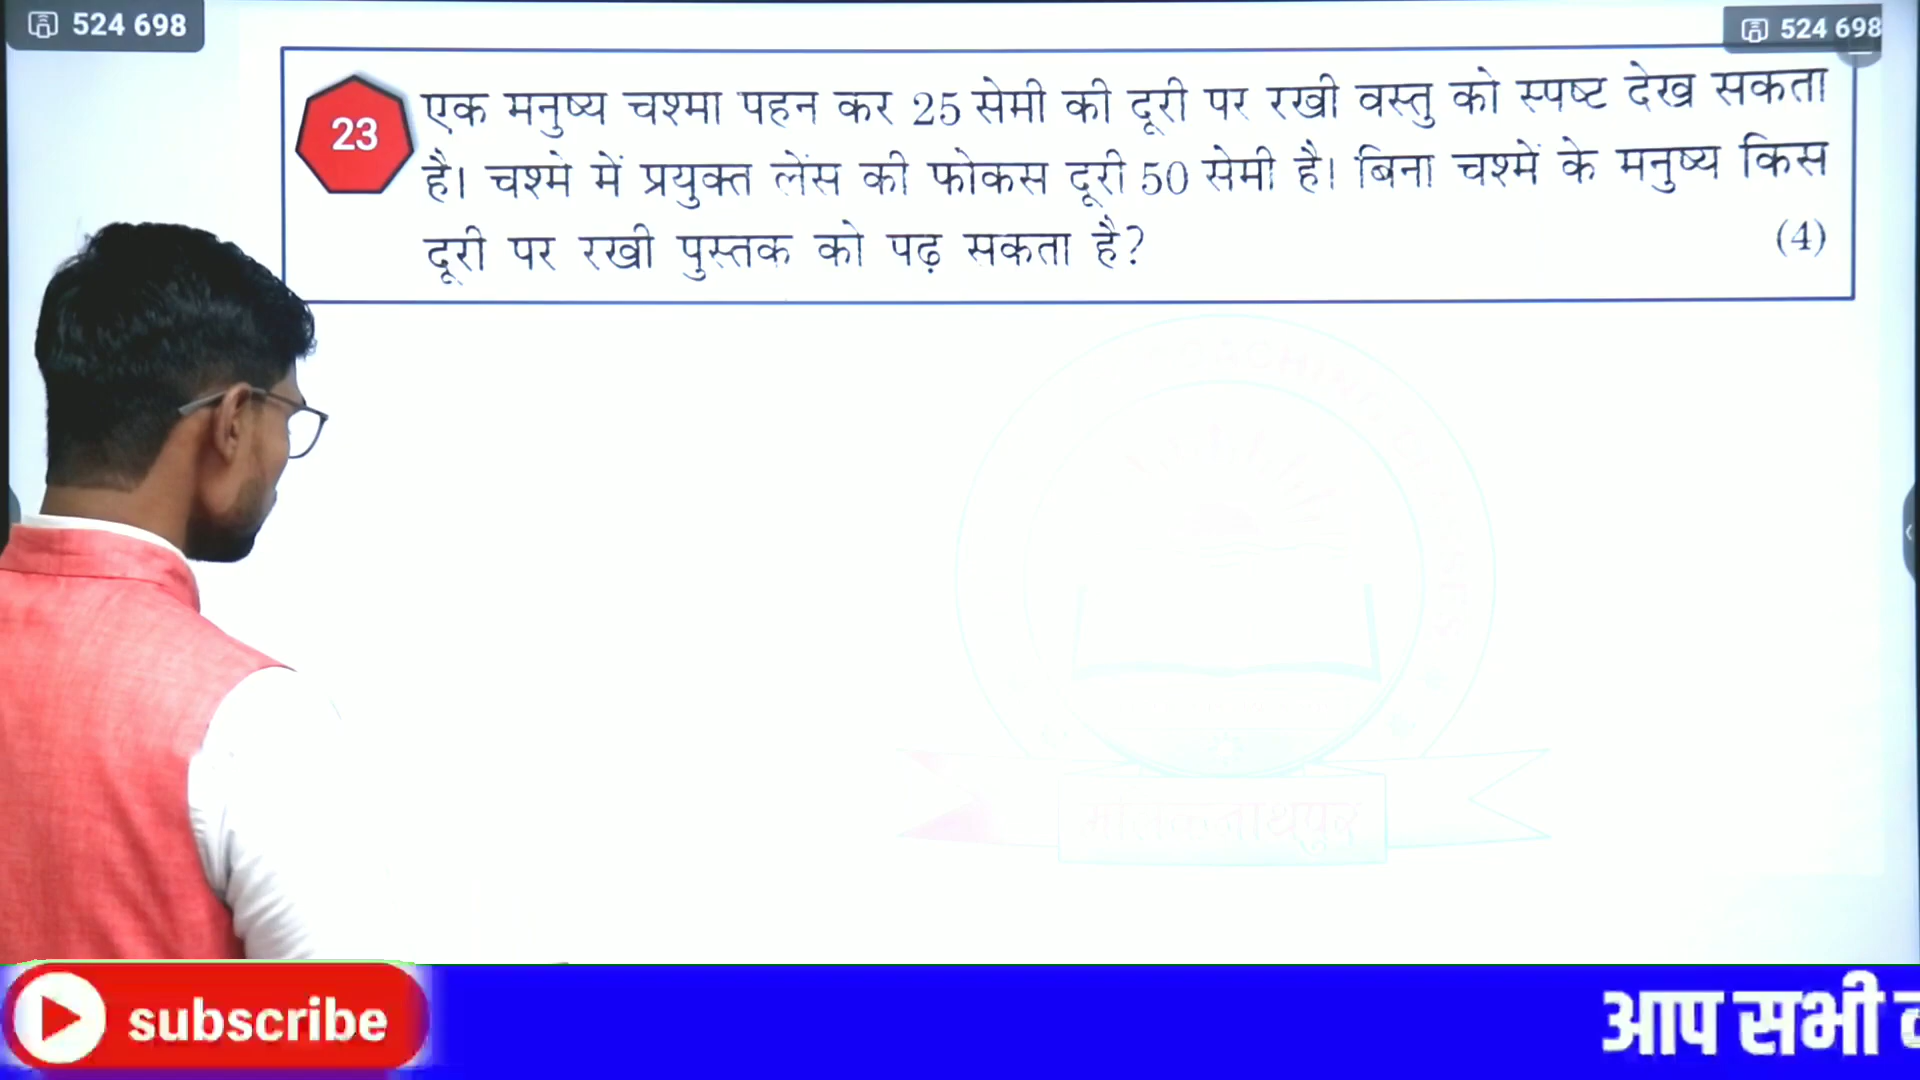 524 698
524 698
23
एक मनुष्य चश्मा पहन कर 25 सेमी की दूरी पर रखी वस्तु को स्पष्ट देख सकता
है। चश्मे में प्रयुक्त लेंस की फोकस दूरी 50 सेमी है। बिना चश्में के मनुष्य किस
दूरी पर रखी पुस्तक को पढ़ सकता है? (4)
subscribe
आप सभी